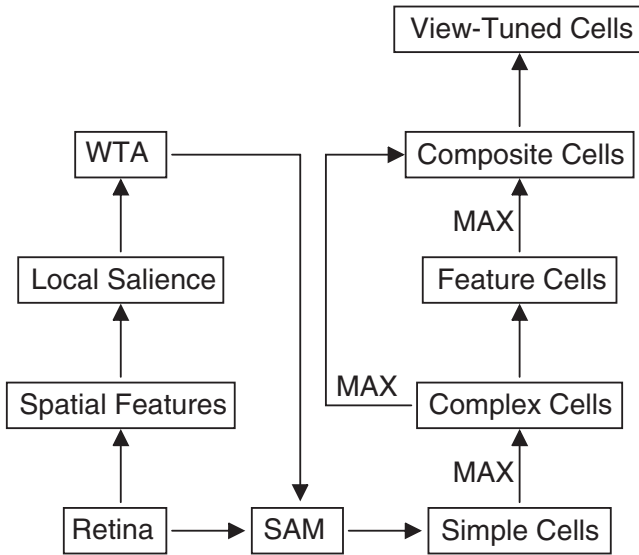 View-Tuned Cells
WTA
Composite Cells
MAX
Local Salience
Feature Cells
MAX
Spatial Features
Complex Cells
MAX
Retina
SAM
Simple Cells